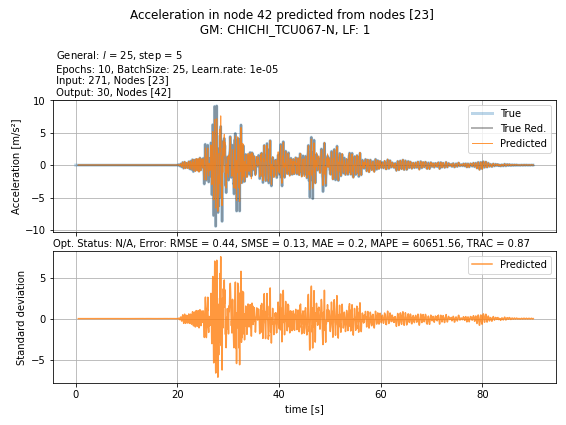 Acceleration in node 42 predicted from nodes [23]
GM: CHICHI_TCU067-N, LF: 1
General: l = 25, step = 5
Epochs: 10, BatchSize: 25, Learn.rate: 1e-05
Input: 271, Nodes [23]
Output: 30, Nodes [42]
10
5
0
−5
−10
Acceleration [m/s²]
True
True Red.
Predicted
Opt. Status: N/A, Error: RMSE = 0.44, SMSE = 0.13, MAE = 0.2, MAPE = 60651.56, TRAC = 0.87
5
0
−5
Standard deviation
Predicted
0 20 40 60 80
time [s]